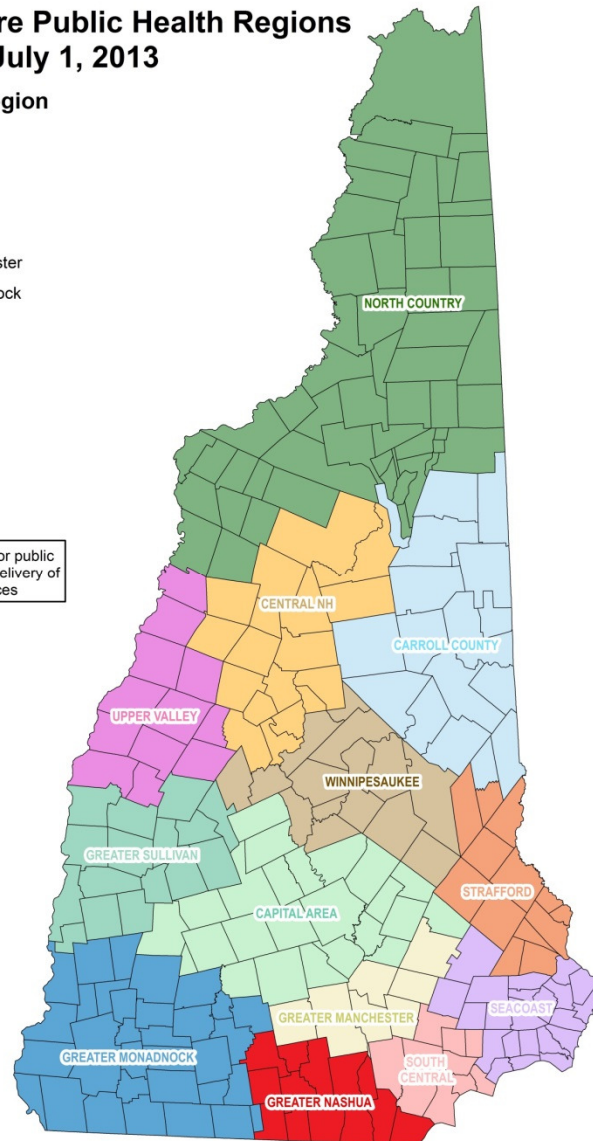 re Public Health Regions
July 1, 2013
gion
ster
ock
or public
elivery of
ces
NORTH COUNTRY
CENTRAL NH
CARROLL COUNTY
UPPER VALLEY
WINNIPESAUKEE
GREATER SULLIVAN
STRAFFORD
CAPITAL AREA
SEACOAST
GREATER MANCHESTER
GREATER MONADNOCK
SOUTH
CENTRAL
GREATER NASHUA